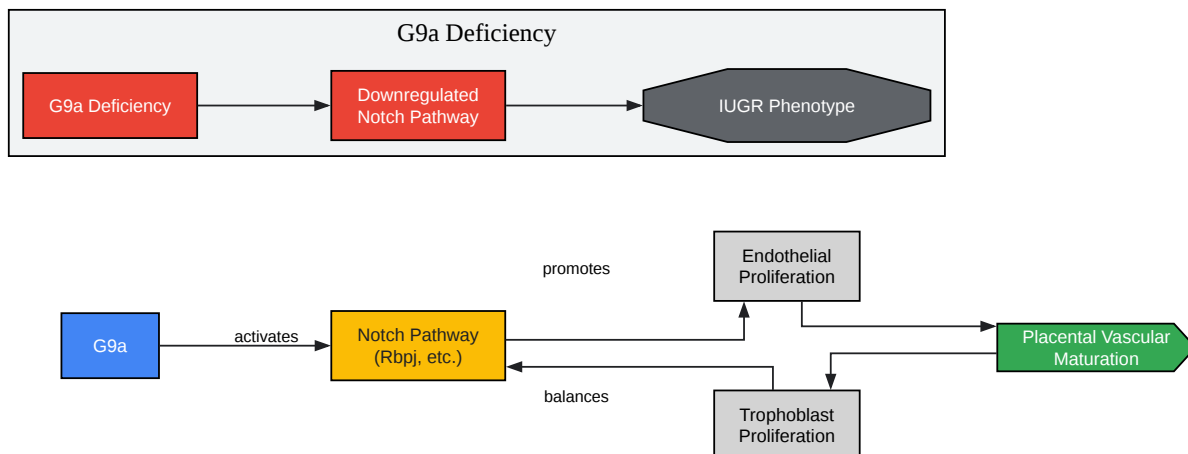 G9a Deficiency
G9a Deficiency
Downregulated
Notch Pathway
IUGR Phenotype
promotes
Endothelial
Proliferation
G9a
activates
Notch Pathway
(Rbpj, etc.)
Placental Vascular
Maturation
balances
Trophoblast
Proliferation